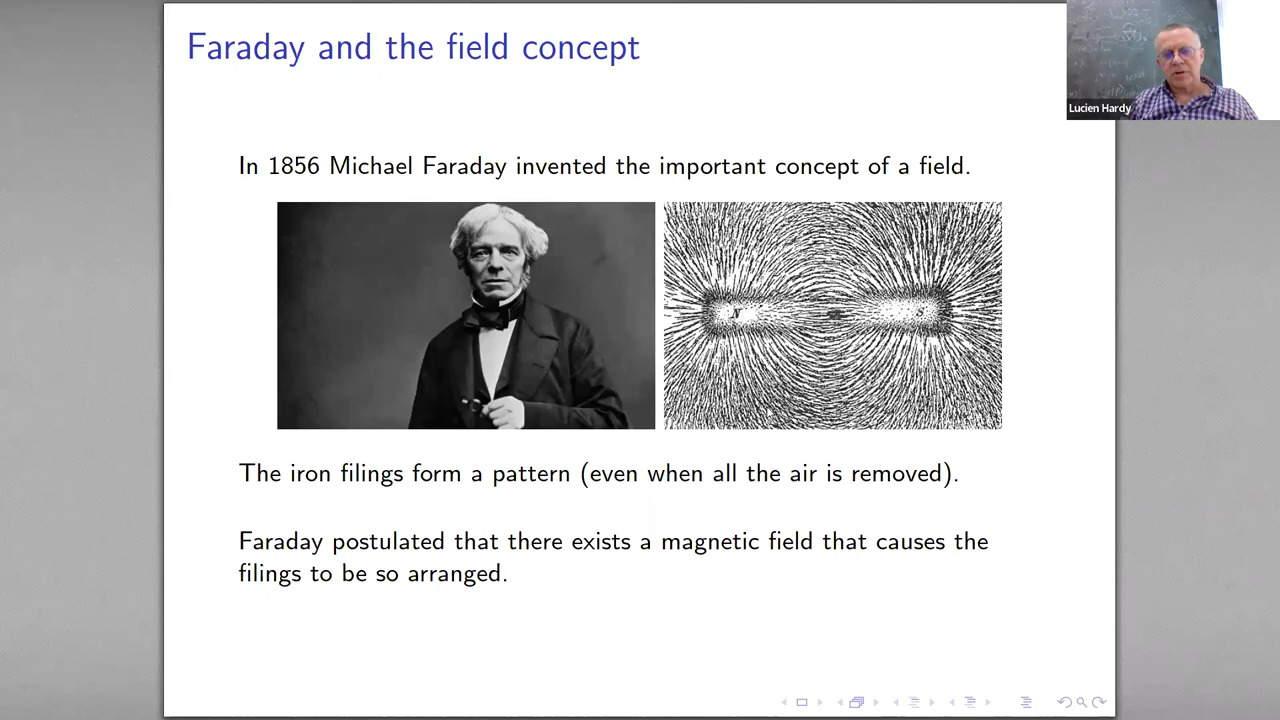 Faraday and the field concept
Lucien Hardy
In 1856 Michael Faraday invented the important concept of a field.
N S
The iron filings form a pattern (even when all the air is removed).
Faraday postulated that there exists a magnetic field that causes the
filings to be so arranged.